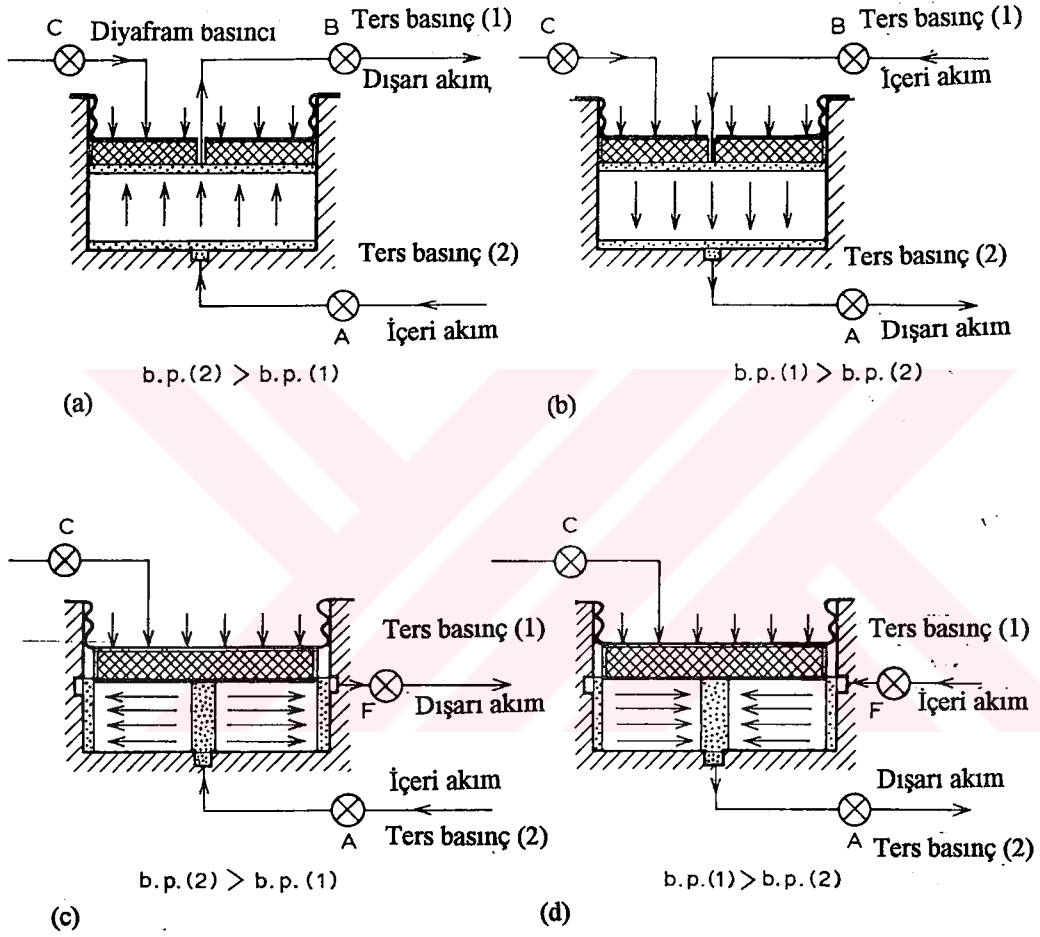 C Diyafram basıncı
B Ters basınç (1)
Dışarı akım
Ters basınç (2)
A
İçeri akım
b.p.(2) > b.p.(1)
(a)
C
B Ters basınç (1)
İçeri akım
Ters basınç (2)
A
Dışarı akım
b.p.(1) > b.p.(2)
(b)
C
Ters basınç (1)
F Dışarı akım
İçeri akım
A Ters basınç (2)
b.p.(2) > b.p.(1)
(c)
C
Ters basınç (1)
F İçeri akım
Dışarı akım
A Ters basınç (2)
b.p.(1) > b.p.(2)
(d)